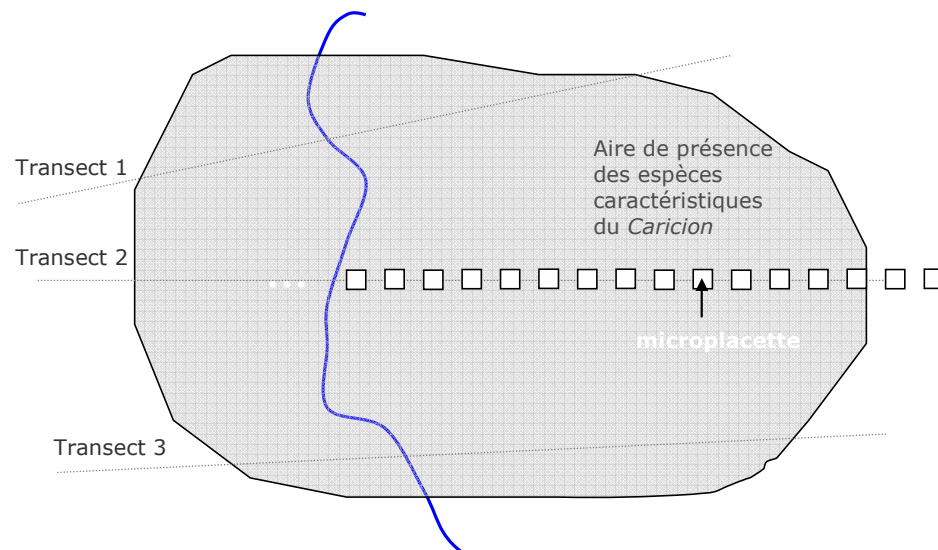 Transect 1
Aire de présence
des espèces
caractéristiques
du Caricion
Transect 2
...
microplacette
Transect 3